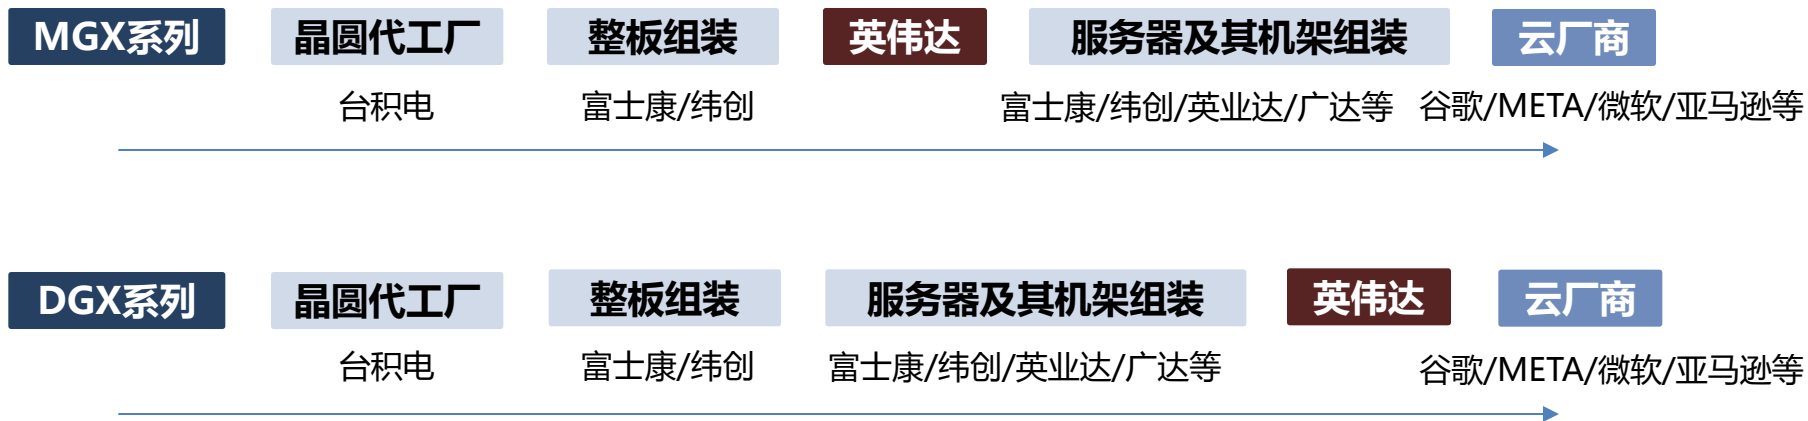 MGX系列 晶圆代工厂 整板组装 英伟达 服务器及其机架组装 云厂商
台积电 富士康/纬创 富士康/纬创/英业达/广达等 谷歌/META/微软/亚马逊等
DGX系列 晶圆代工厂 整板组装 服务器及其机架组装 英伟达 云厂商
台积电 富士康/纬创 富士康/纬创/英业达/广达等 谷歌/META/微软/亚马逊等